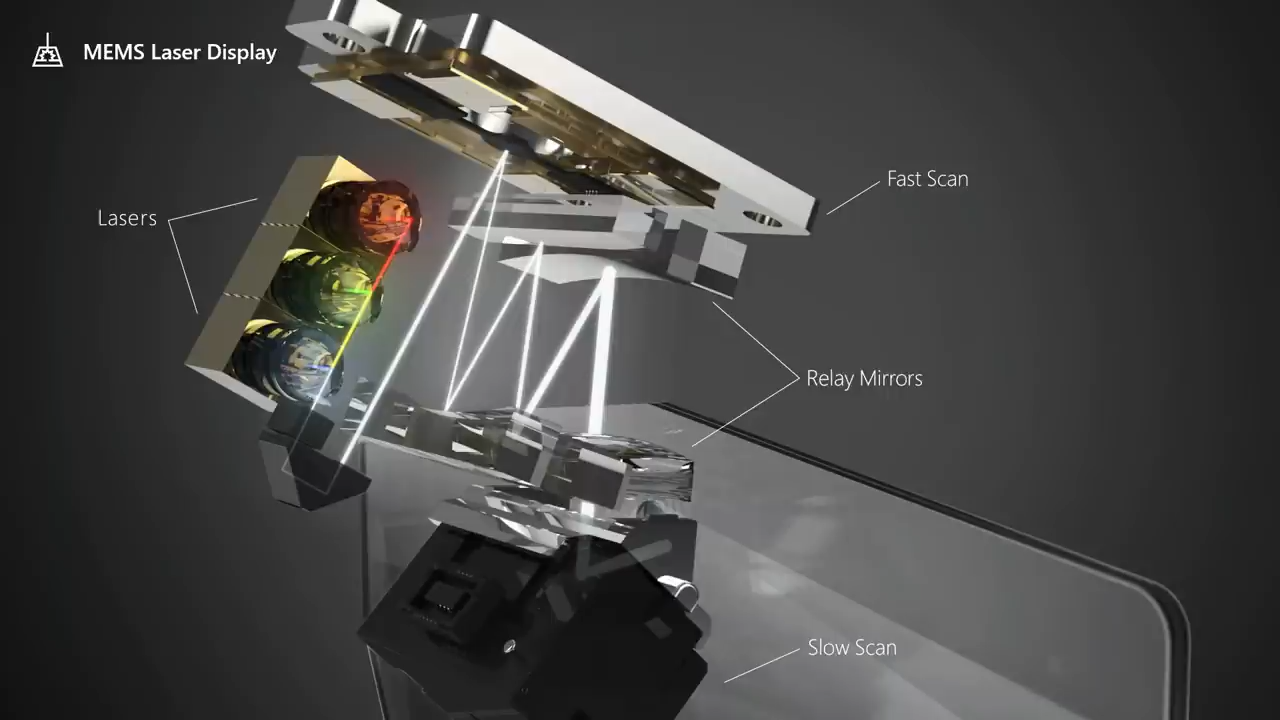 MEMS Laser Display
Fast Scan
Lasers
Relay Mirrors
Slow Scan